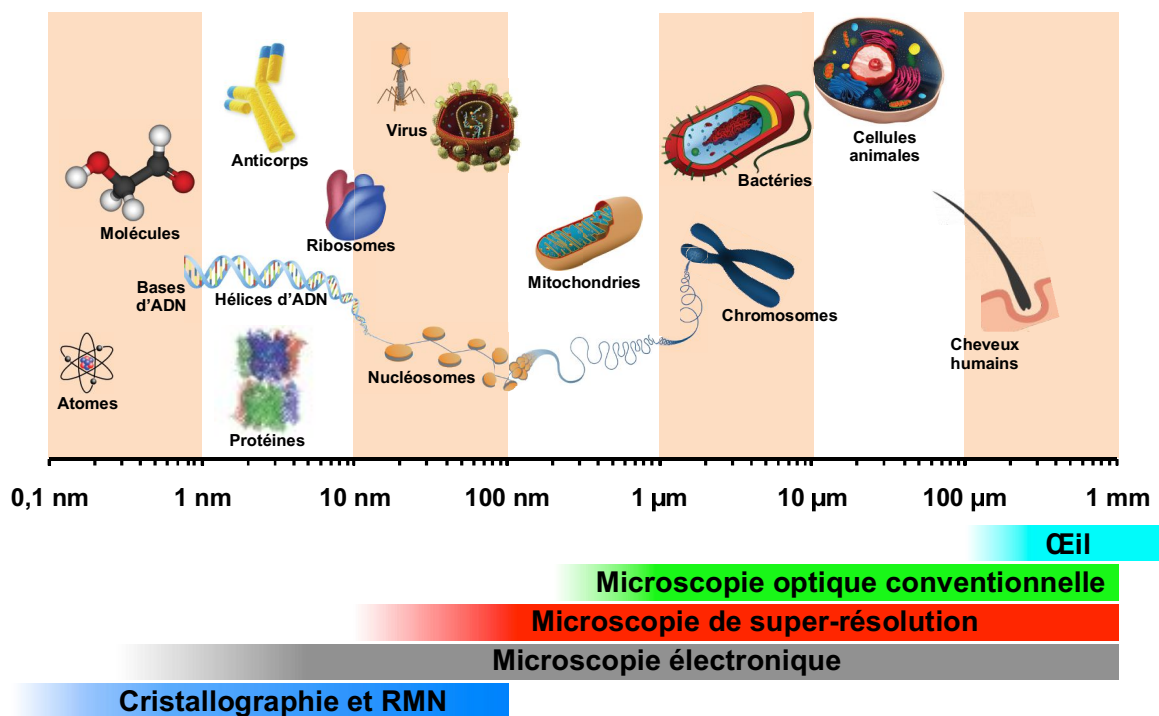 Virus
Anticorps
Cellules
animales
Bactéries
Molécules
Ribosomes
Mitochondries
Bases
d'ADN
Hélices d'ADN
Chromosomes
Nucléosomes
Cheveux
humains
Atomes
Protéines
0,1 nm 1 nm 10 nm 100 nm 1 µm 10 µm 100 µm 1 mm
Œil
Microscopie optique conventionnelle
Microscopie de super-résolution
Microscopie électronique
Cristallographie et RMN